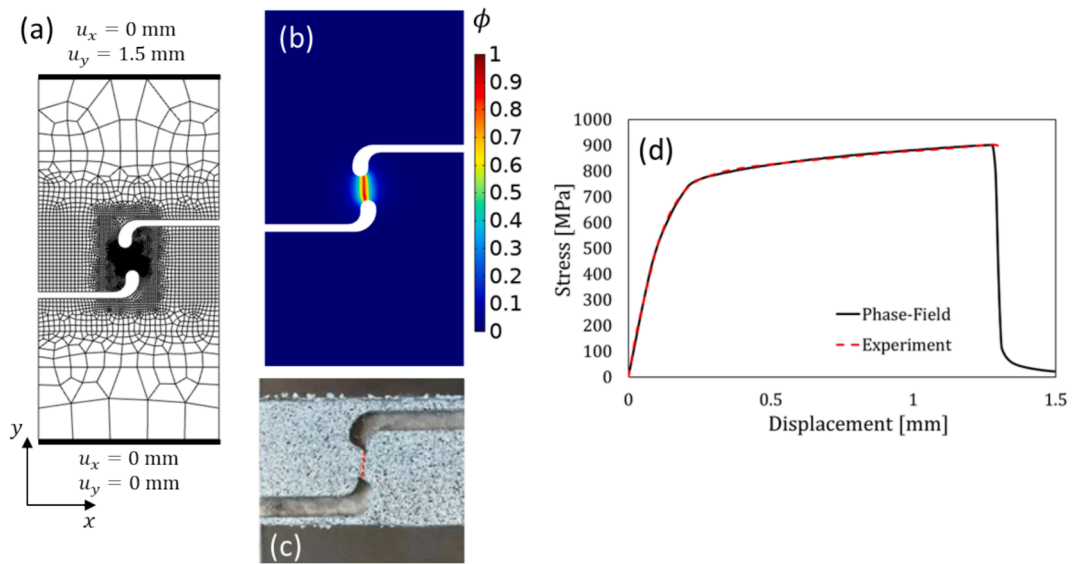 (a)
u_x = 0 mm
u_y = 1.5 mm
y
x
u_x = 0 mm
u_y = 0 mm
(b)
ϕ
1
0.9
0.8
0.7
0.6
0.5
0.4
0.3
0.2
0.1
0
(c)
(d)
Stress [MPa]
1000
900
800
700
600
500
400
300
200
100
0
Phase-Field
Experiment
0 0.5 1 1.5
Displacement [mm]